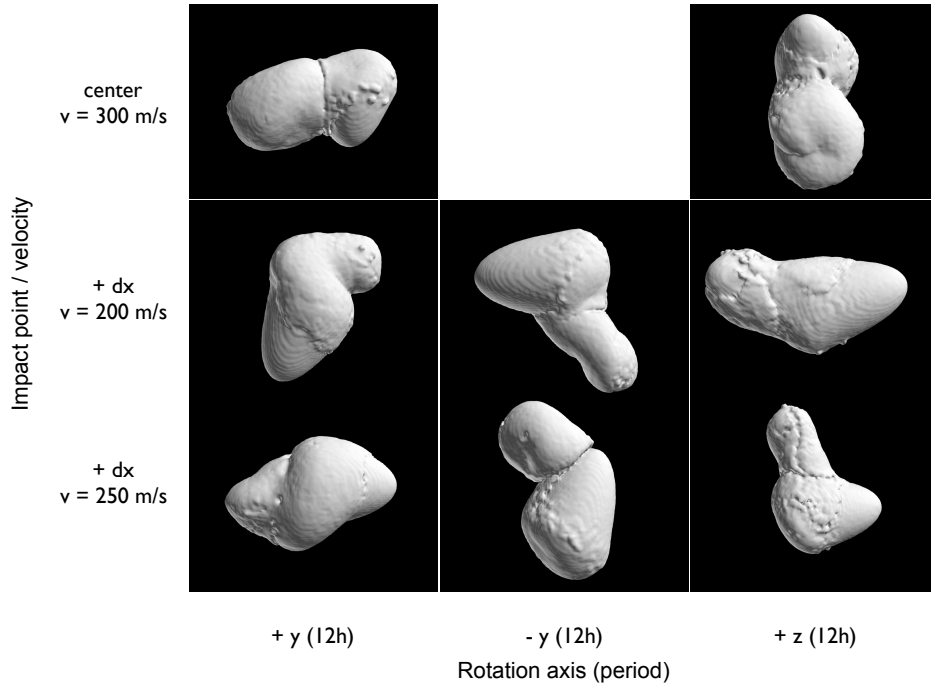 center
v = 300 m/s
+ dx
v = 200 m/s
+ dx
v = 250 m/s
Impact point / velocity
+ y (12h)
- y (12h)
+ z (12h)
Rotation axis (period)